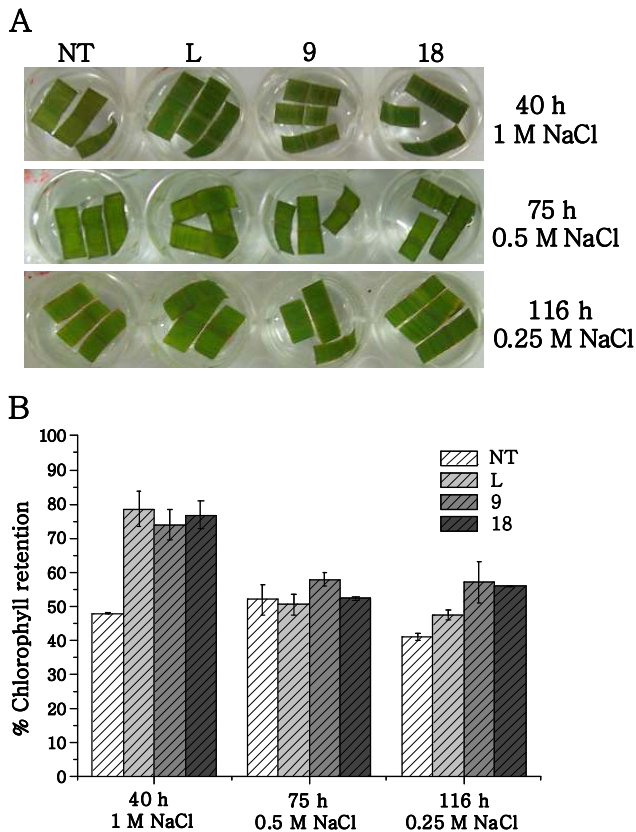 A
NT L 9 18
40 h
1 M NaCl
75 h
0.5 M NaCl
116 h
0.25 M NaCl
B
% Chlorophyll retention
100
90
80
70
60
50
40
30
20
10
0
NT
L
9
18
40 h
1 M NaCl
75 h
0.5 M NaCl
116 h
0.25 M NaCl